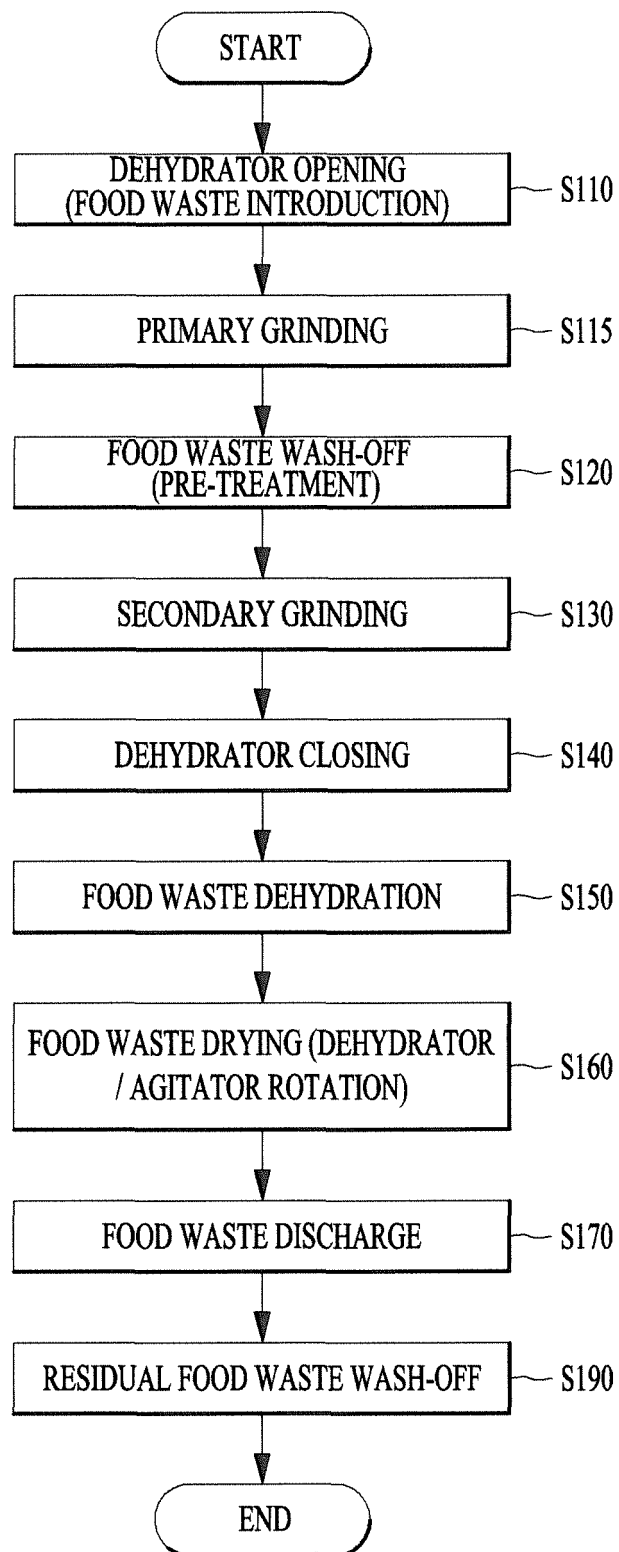 START
DEHYDRATOR OPENING
(FOOD WASTE INTRODUCTION)
S110
PRIMARY GRINDING
S115
FOOD WASTE WASH-OFF
(PRE-TREATMENT)
S120
SECONDARY GRINDING
S130
DEHYDRATOR CLOSING
S140
FOOD WASTE DEHYDRATION
S150
FOOD WASTE DRYING (DEHYDRATOR
/ AGITATOR ROTATION)
S160
FOOD WASTE DISCHARGE
S170
RESIDUAL FOOD WASTE WASH-OFF
S190
END